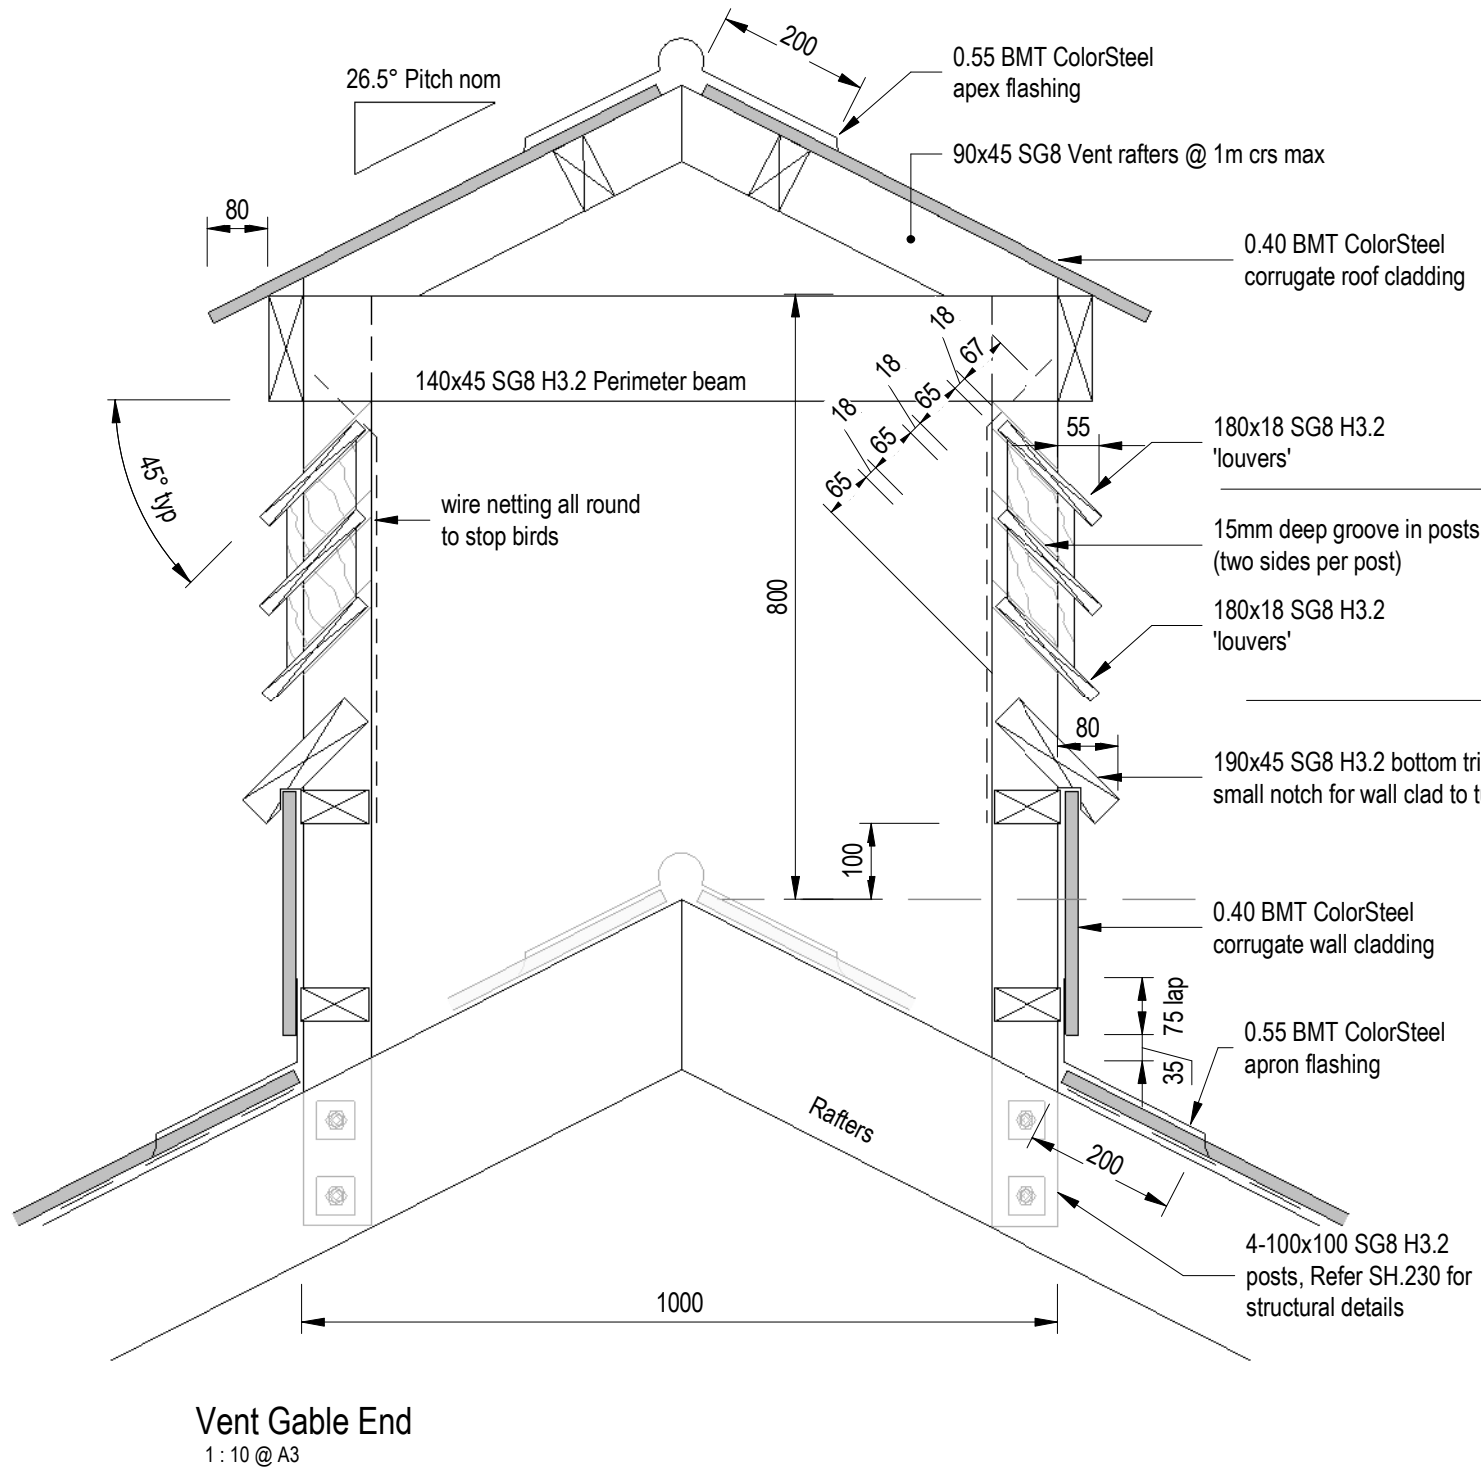 200
0.55 BMT ColorSteel
apex flashing
26.5° Pitch nom
90x45 SG8 Vent rafters @ 1m crs max
80
0.40 BMT ColorSteel
corrugate roof cladding
18
67
18
65
18
65
65
140x45 SG8 H3.2 Perimeter beam
55
180x18 SG8 H3.2
'louvers'
45° typ
wire netting all round
to stop birds
15mm deep groove in posts
(two sides per post)
800
180x18 SG8 H3.2
'louvers'
80
190x45 SG8 H3.2 bottom
small notch for wall clad to
100
0.40 BMT ColorSteel
corrugate wall cladding
75 lap
35
0.55 BMT ColorSteel
apron flashing
Rafters
200
4-100x100 SG8 H3.2
posts, Refer SH.230 for
structural details
1000
Vent Gable End
1 : 10 @ A3